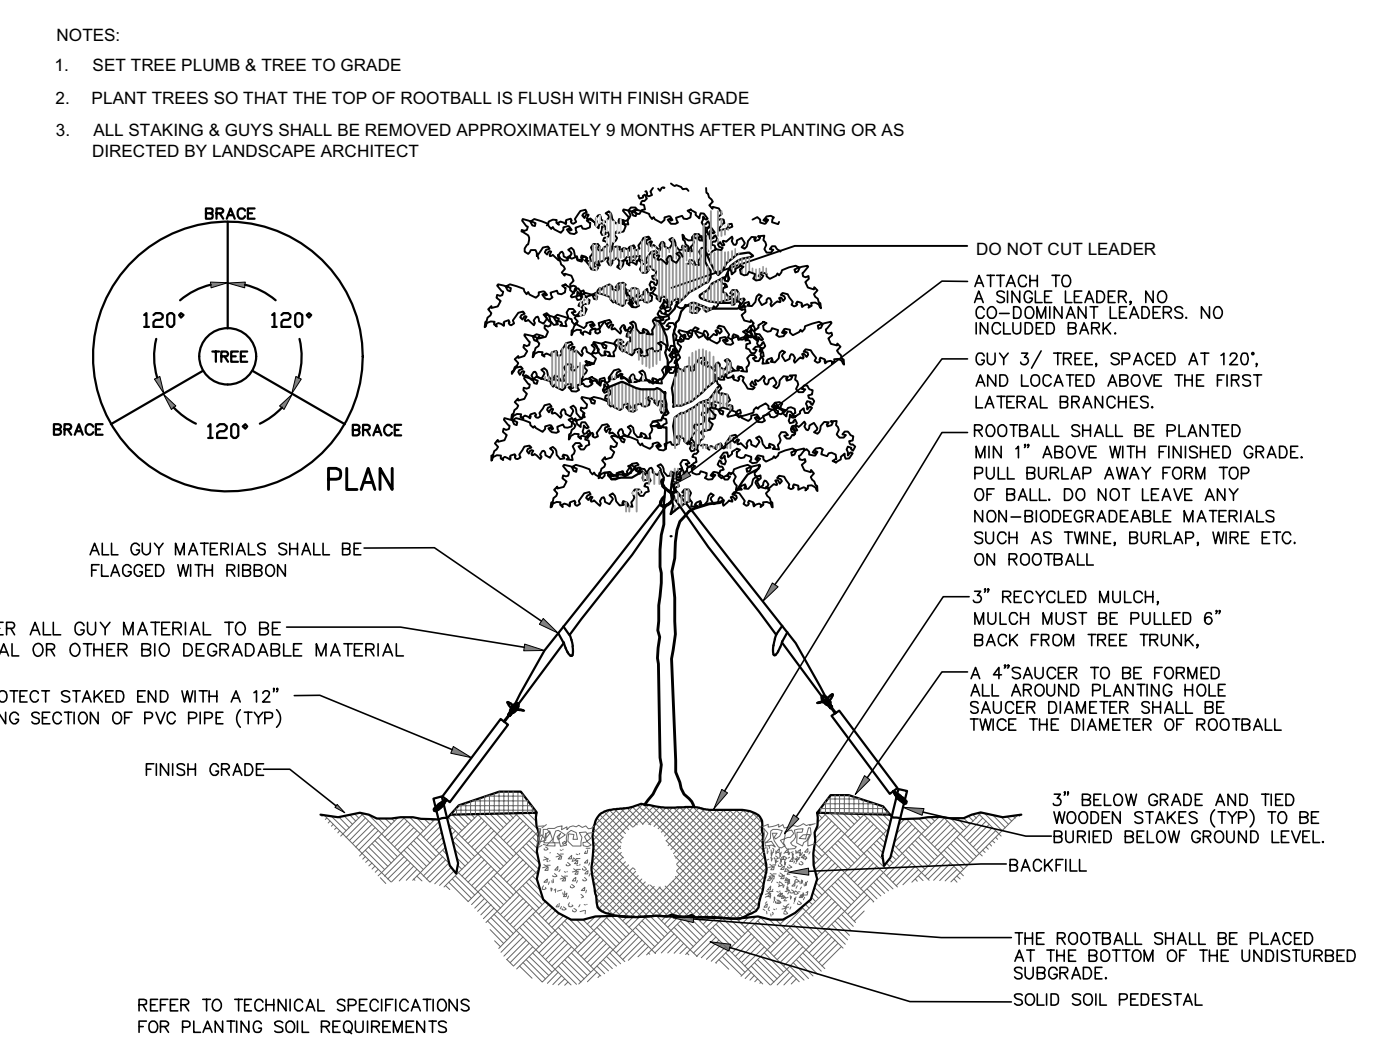 NOTES:
1. SET TREE PLUMB & TREE TO GRADE
2. PLANT TREES SO THAT THE TOP OF ROOTBALL IS FLUSH WITH FINISH GRADE
3. ALL STAKING & GUYS SHALL BE REMOVED APPROXIMATELY 9 MONTHS AFTER PLANTING OR AS
DIRECTED BY LANDSCAPE ARCHITECT
BRACE
120°
120°
TREE
BRACE
120°
BRACE
PLAN
ALL GUY MATERIALS SHALL BE
FLAGGED WITH RIBBON
ER ALL GUY MATERIAL TO BE
AL OR OTHER BIO DEGRADABLE MATERIAL
OTECT STAKED END WITH A 12"
NG SECTION OF PVC PIPE (TYP)
FINISH GRADE
REFER TO TECHNICAL SPECIFICATIONS
FOR PLANTING SOIL REQUIREMENTS
DO NOT CUT LEADER
ATTACH TO
A SINGLE LEADER, NO
CO-DOMINANT LEADERS. NO
INCLUDED BARK.
GUY 3/ TREE, SPACED AT 120°,
AND LOCATED ABOVE THE FIRST
LATERAL BRANCHES.
ROOTBALL SHALL BE PLANTED
MIN 1" ABOVE WITH FINISHED GRADE.
PULL BURLAP AWAY FORM TOP
OF BALL. DO NOT LEAVE ANY
NON-BIODEGRADEABLE MATERIALS
SUCH AS TWINE, BURLAP, WIRE ETC.
ON ROOTBALL
3" RECYCLED MULCH,
MULCH MUST BE PULLED 6"
BACK FROM TREE TRUNK,
A 4"SAUCER TO BE FORMED
ALL AROUND PLANTING HOLE
SAUCER DIAMETER SHALL BE
TWICE THE DIAMETER OF ROOTBALL
3" BELOW GRADE AND TIED
WOODEN STAKES (TYP) TO BE
BURIED BELOW GROUND LEVEL.
BACKFILL
THE ROOTBALL SHALL BE PLACED
AT THE BOTTOM OF THE UNDISTURBED
SUBGRADE.
SOLID SOIL PEDESTAL